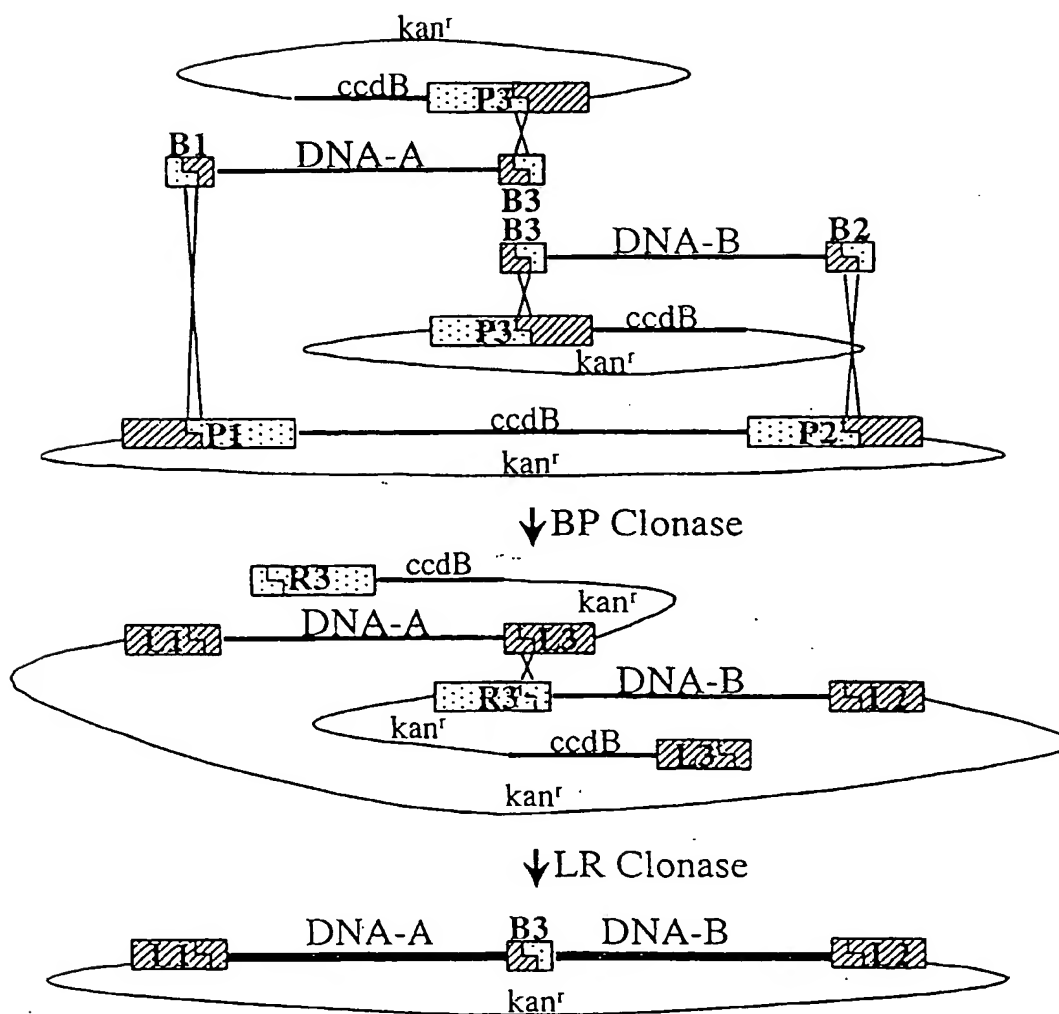 kanʳ
ccdB P3
B1 DNA-A
B3
B3 DNA-B B2
P3 ccdB
kanʳ
P1 ccdB P2
kanʳ
BP Clonase
R3 ccdB
kanʳ
L1 DNA-A L3
R3 DNA-B L2
kanʳ
ccdB L3
kanʳ
LR Clonase
L1 DNA-A B3 DNA-B
kanʳ